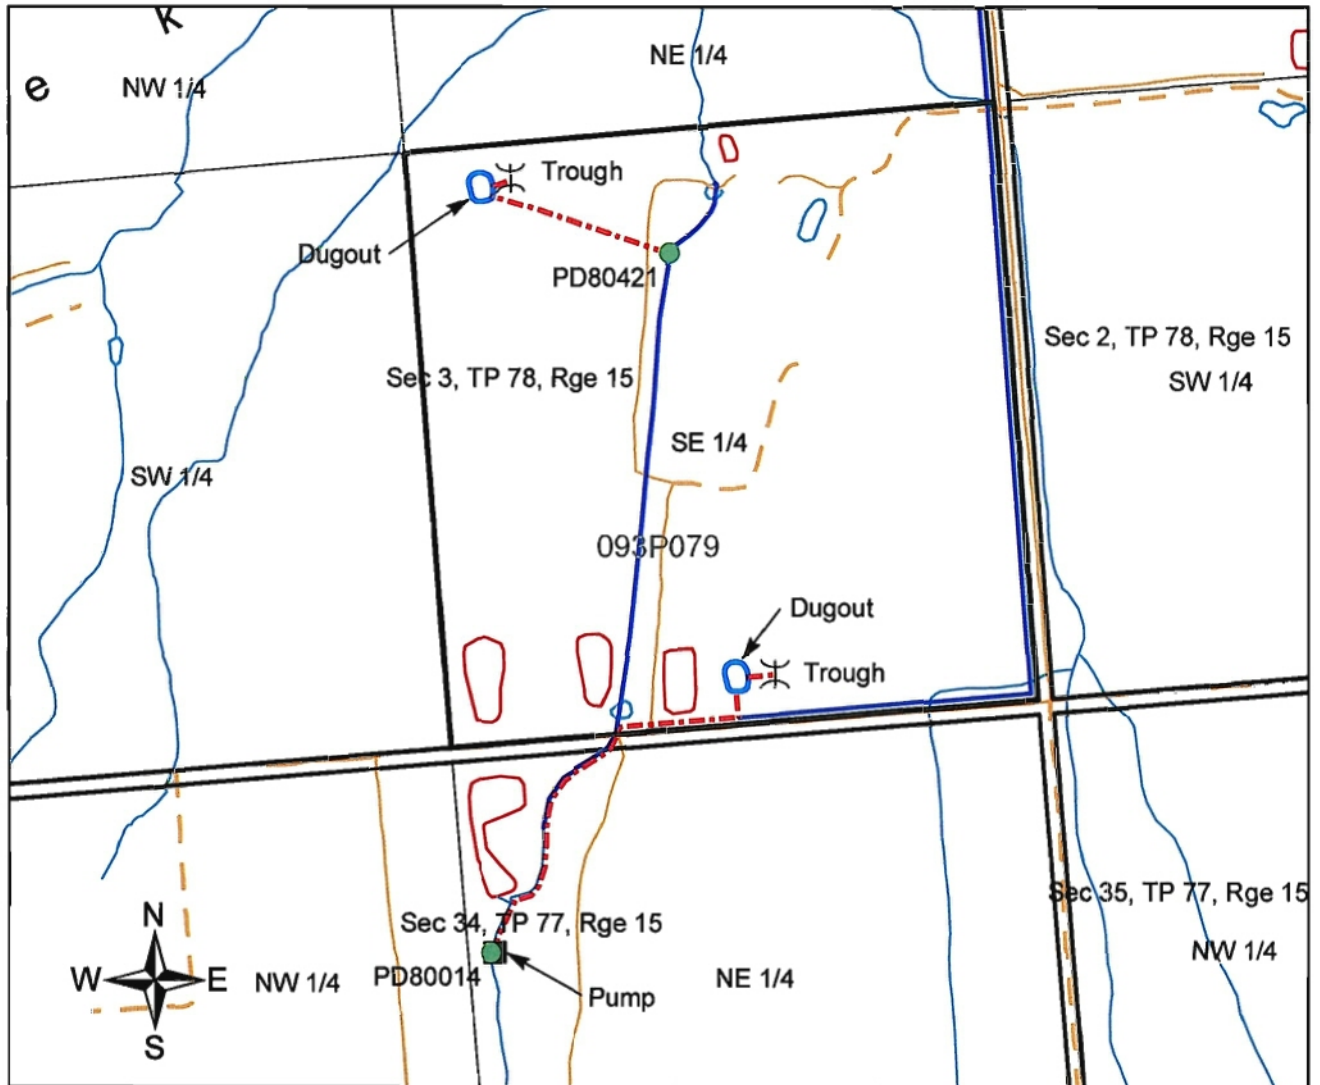 k
e
NW 1/4
NE 1/4
Trough
Dugout
PD80421
Sec 2, TP 78, Rge 15
SW 1/4
Sec 3, TP 78, Rge 15
SE 1/4
SW 1/4
093P079
Dugout
Trough
Sec 35, TP 77, Rge 15
NW 1/4
Sec 34, TP 77, Rge 15
N
W
E
S
NW 1/4
PD80014
NE 1/4
Pump